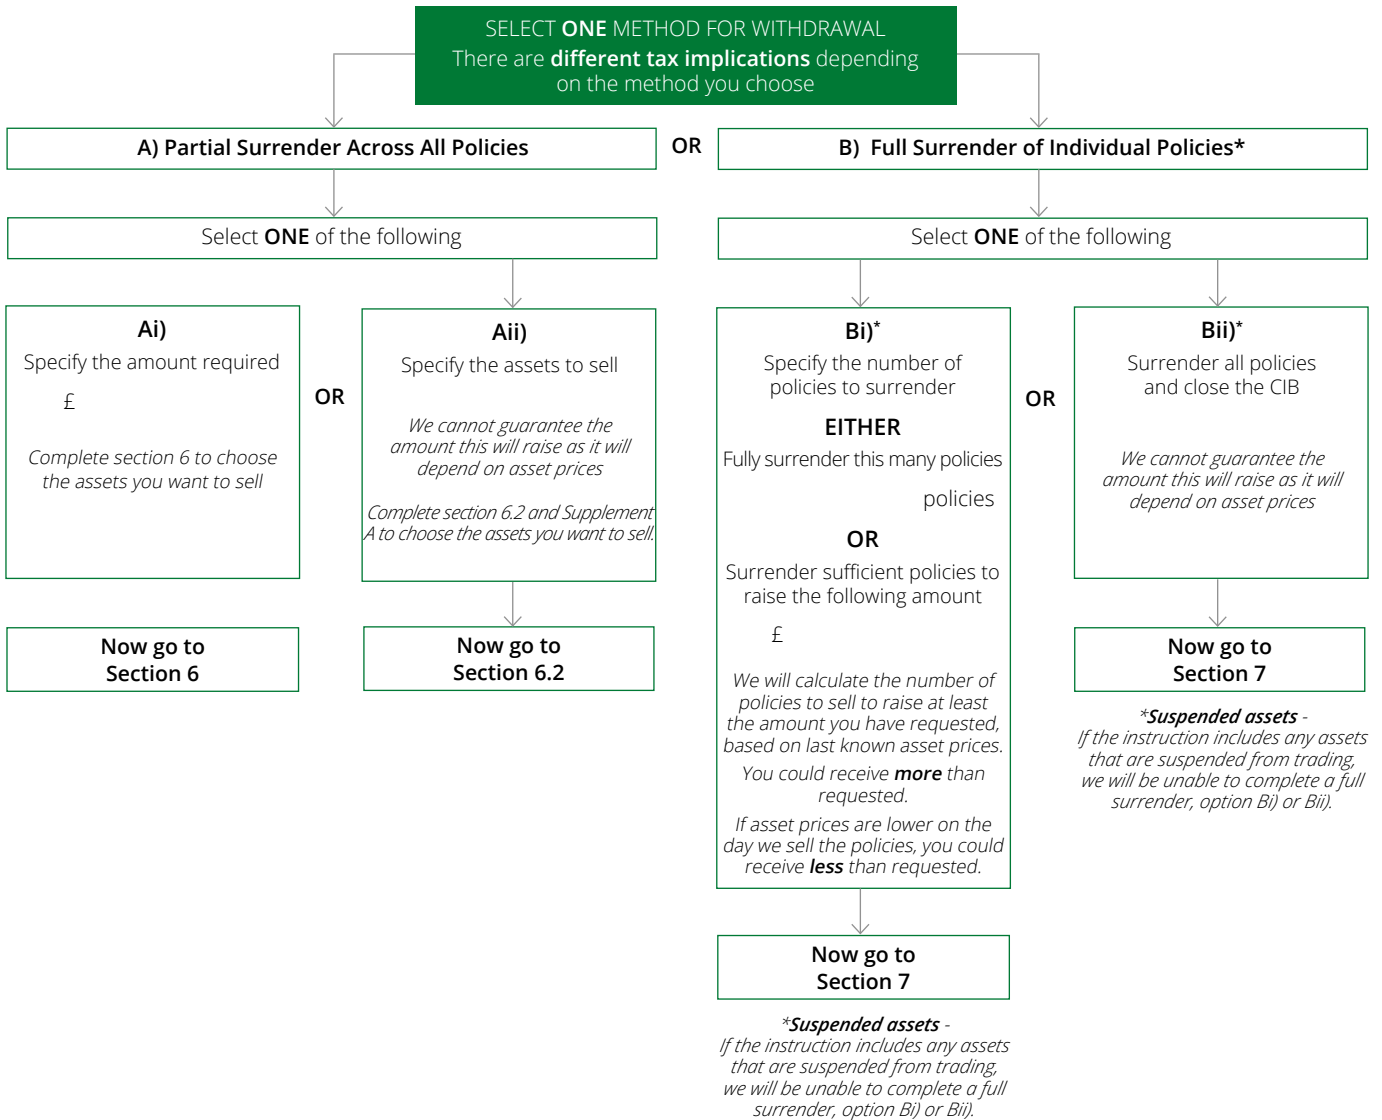 SELECT ONE METHOD FOR WITHDRAWAL
There are different tax implications depending
on the method you choose
A) Partial Surrender Across All Policies
OR
B) Full Surrender of Individual Policies*
Select ONE of the following
Select ONE of the following
Ai)
Specify the amount required
£
Complete section 6 to choose
the assets you want to sell
OR
Aii)
Specify the assets to sell
We cannot guarantee the
amount this will raise as it will
depend on asset prices
Complete section 6.2 and Supplement
A to choose the assets you want to sell.
Bi)*
Specify the number of
policies to surrender
EITHER
Fully surrender this many policies
policies
OR
Surrender sufficient policies to
raise the following amount
£
We will calculate the number of
policies to sell to raise at least
the amount you have requested,
based on last known asset prices.
You could receive more than
requested.
If asset prices are lower on the
day we sell the policies, you could
receive less than requested.
OR
Bii)*
Surrender all policies
and close the CIB
We cannot guarantee the
amount this will raise as it will
depend on asset prices
Now go to
Section 6
Now go to
Section 6.2
Now go to
Section 7
*Suspended assets -
If the instruction includes any assets
that are suspended from trading,
we will be unable to complete a full
surrender, option Bi) or Bii).
Now go to
Section 7
*Suspended assets -
If the instruction includes any assets
that are suspended from trading,
we will be unable to complete a full
surrender, option Bi) or Bii).